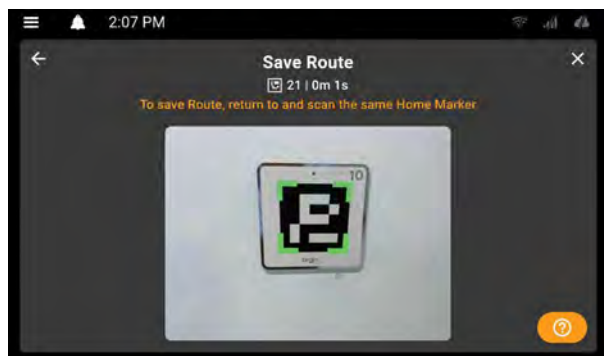 2:07 PM
Save Route
21 | 0m 1s
To save Route, return to and scan the same Home Marker
10